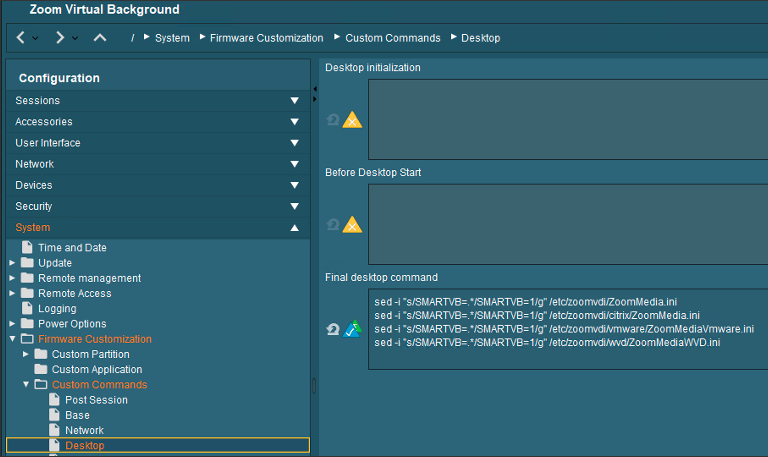 Zoom Virtual Background
/ System Firmware Customization Custom Commands Desktop
Configuration
Sessions
Accessories
User Interface
Network
Devices
Security
System
Time and Date
Update
Remote management
Remote Access
Logging
Power Options
Firmware Customization
Custom Partition
Custom Application
Custom Commands
Post Session
Base
Network
Desktop
Desktop initialization
Before Desktop Start
Final desktop command
sed -i "s/SMARTVB=.*/SMARTVB=1/g" /etc/zoomvdi/ZoomMedia.ini
sed -i "s/SMARTVB=.*/SMARTVB=1/g" /etc/zoomvdi/citrix/ZoomMedia.ini
sed -i "s/SMARTVB=.*/SMARTVB=1/g" /etc/zoomvdi/vmware/ZoomMediaVmware.ini
sed -i "s/SMARTVB=.*/SMARTVB=1/g" /etc/zoomvdi/wvd/ZoomMediaWVD.ini